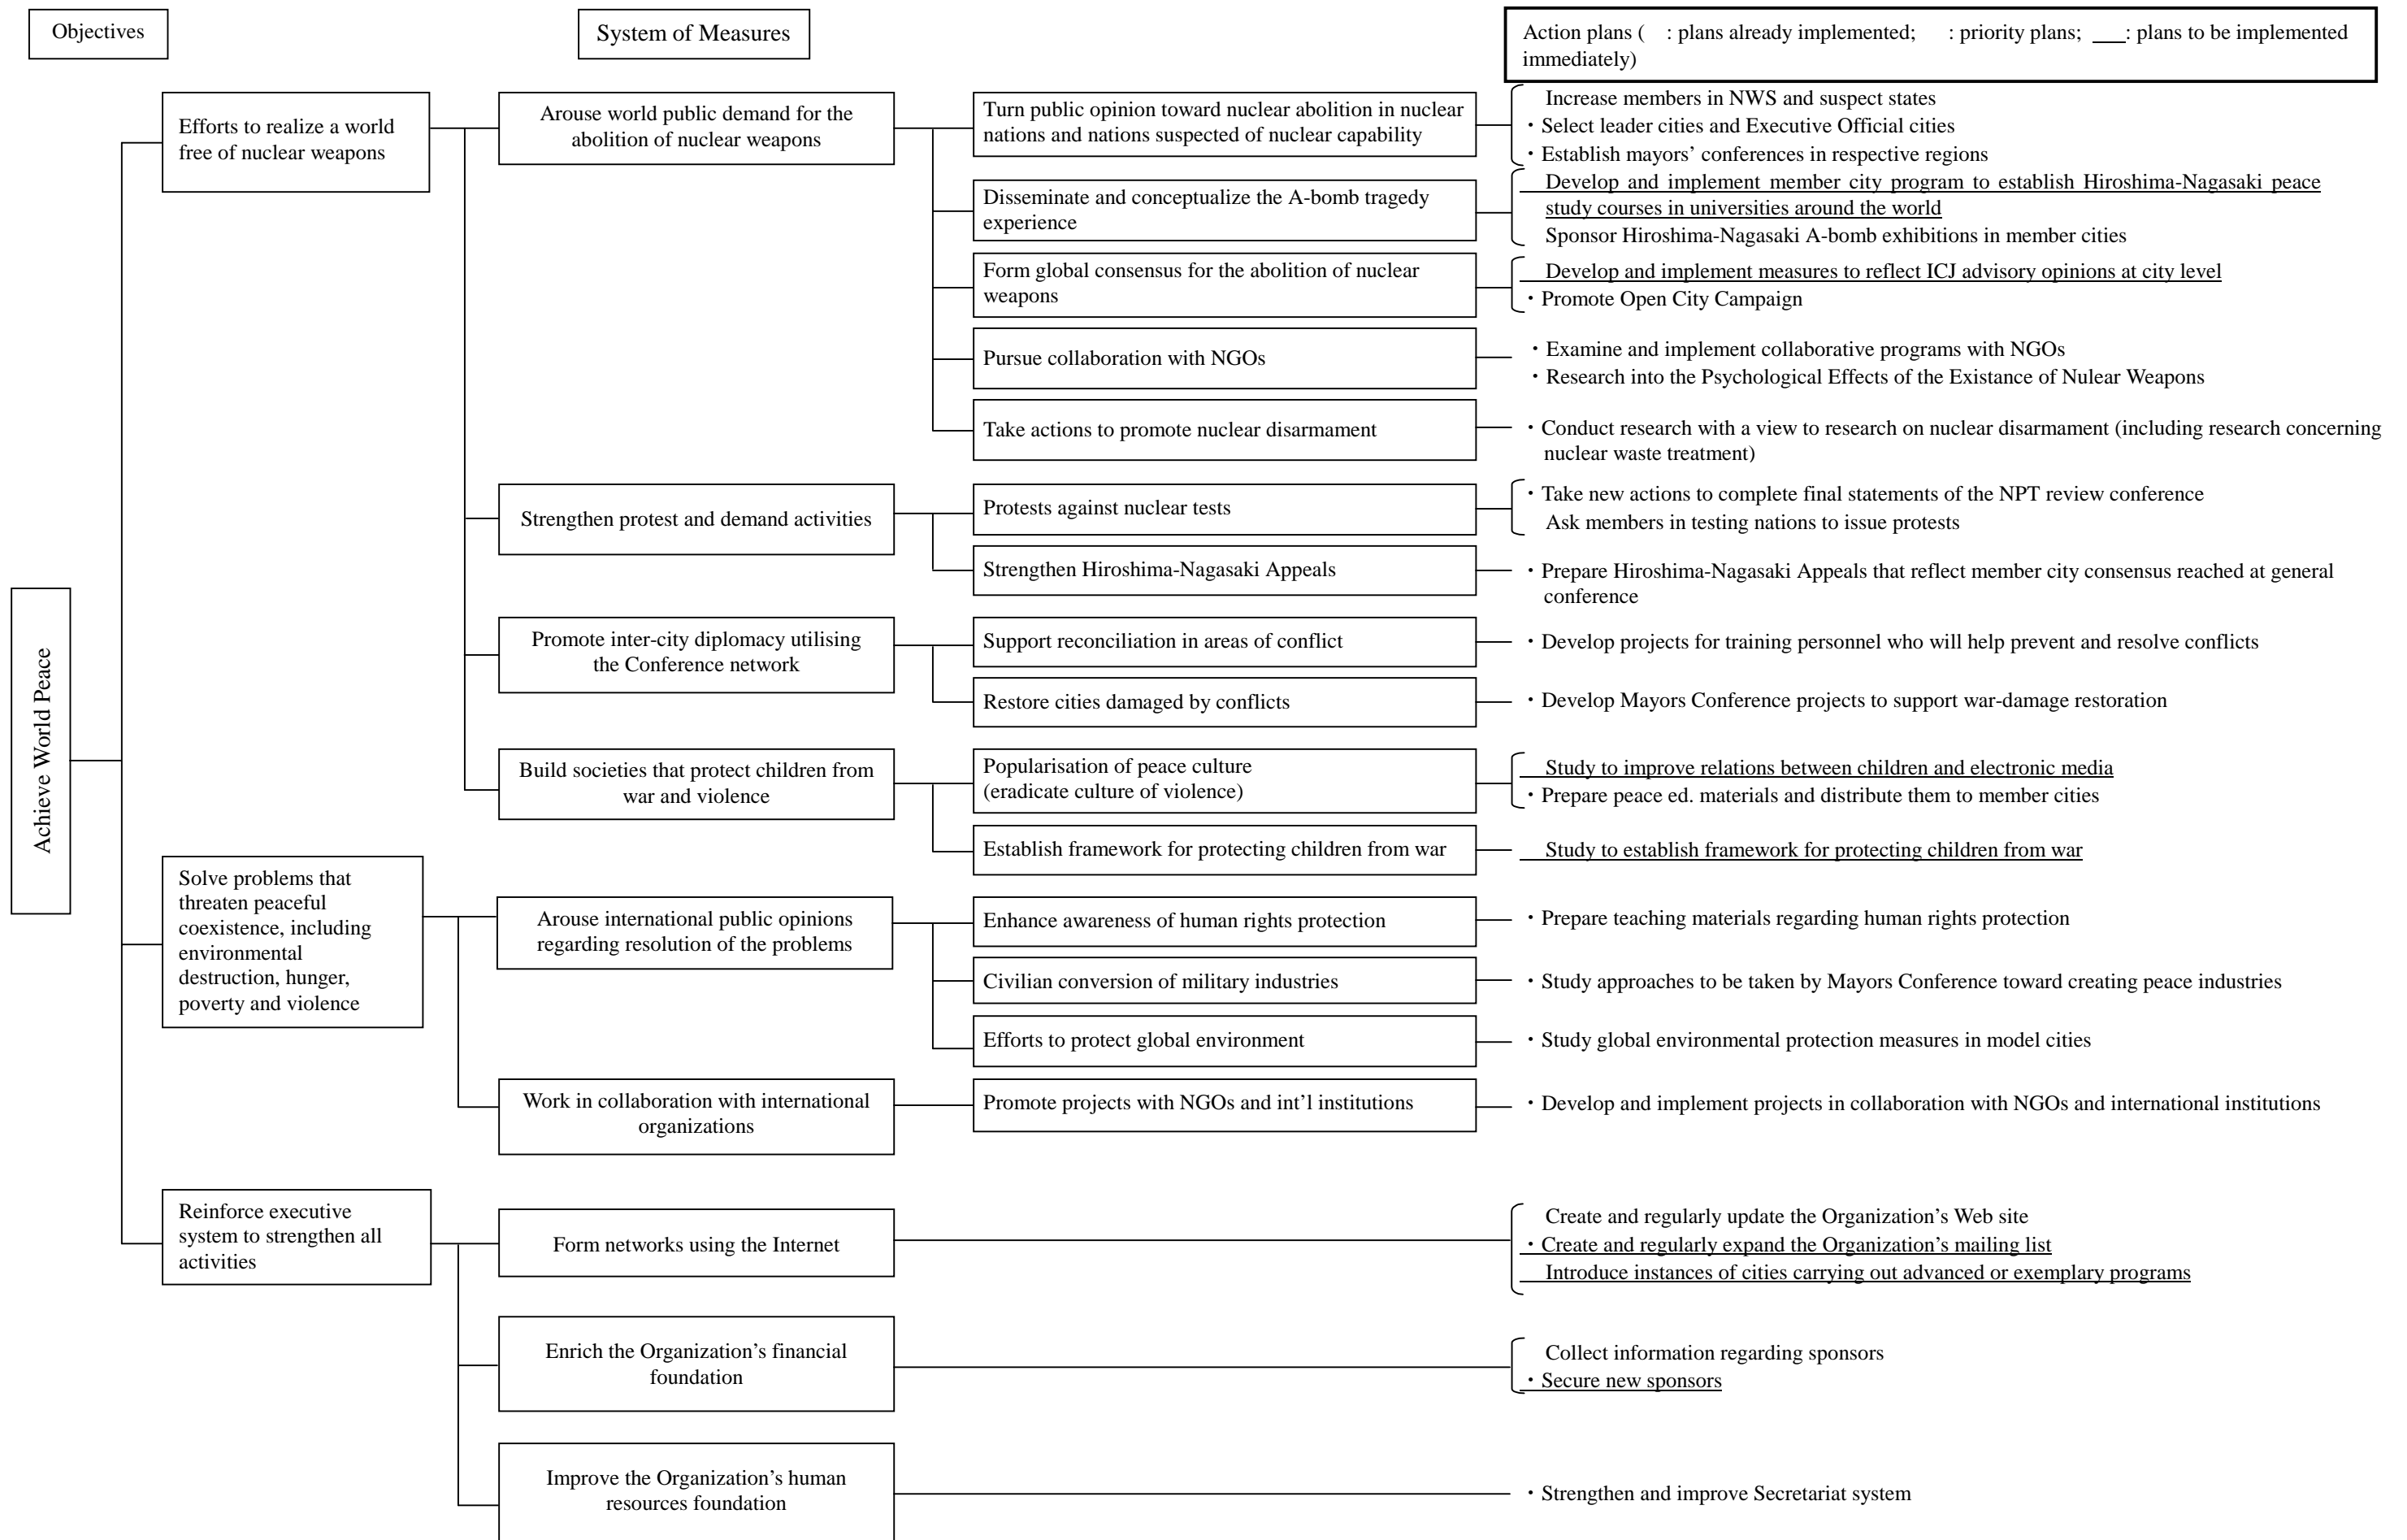 Objectives
System of Measures
Action plans (    : plans already implemented;    : priority plans; ___: plans to be implemented
immediately)
Achieve World Peace
Efforts to realize a world
free of nuclear weapons
Arouse world public demand for the
abolition of nuclear weapons
Turn public opinion toward nuclear abolition in nuclear
nations and nations suspected of nuclear capability
Increase members in NWS and suspect states
・Select leader cities and Executive Official cities
・Establish mayors’ conferences in respective regions
Disseminate and conceptualize the A-bomb tragedy
experience
Develop and implement member city program to establish Hiroshima-Nagasaki peace
study courses in universities around the world
Sponsor Hiroshima-Nagasaki A-bomb exhibitions in member cities
Form global consensus for the abolition of nuclear
weapons
Develop and implement measures to reflect ICJ advisory opinions at city level
・Promote Open City Campaign
Pursue collaboration with NGOs
・Examine and implement collaborative programs with NGOs
・Research into the Psychological Effects of the Existance of Nulear Weapons
Take actions to promote nuclear disarmament
・Conduct research with a view to research on nuclear disarmament (including research concerning
nuclear waste treatment)
Strengthen protest and demand activities
Protests against nuclear tests
・Take new actions to complete final statements of the NPT review conference
Ask members in testing nations to issue protests
Strengthen Hiroshima-Nagasaki Appeals
・Prepare Hiroshima-Nagasaki Appeals that reflect member city consensus reached at general
conference
Promote inter-city diplomacy utilising
the Conference network
Support reconciliation in areas of conflict
・Develop projects for training personnel who will help prevent and resolve conflicts
Restore cities damaged by conflicts
・Develop Mayors Conference projects to support war-damage restoration
Build societies that protect children from
war and violence
Popularisation of peace culture
(eradicate culture of violence)
Study to improve relations between children and electronic media
・Prepare peace ed. materials and distribute them to member cities
Establish framework for protecting children from war
Study to establish framework for protecting children from war
Solve problems that
threaten peaceful
coexistence, including
environmental
destruction, hunger,
poverty and violence
Arouse international public opinions
regarding resolution of the problems
Enhance awareness of human rights protection
・Prepare teaching materials regarding human rights protection
Civilian conversion of military industries
・Study approaches to be taken by Mayors Conference toward creating peace industries
Efforts to protect global environment
・Study global environmental protection measures in model cities
Work in collaboration with international
organizations
Promote projects with NGOs and int’l institutions
・Develop and implement projects in collaboration with NGOs and international institutions
Reinforce executive
system to strengthen all
activities
Form networks using the Internet
Create and regularly update the Organization’s Web site
・Create and regularly expand the Organization’s mailing list
Introduce instances of cities carrying out advanced or exemplary programs
Enrich the Organization’s financial
foundation
Collect information regarding sponsors
・Secure new sponsors
Improve the Organization’s human
resources foundation
・Strengthen and improve Secretariat system